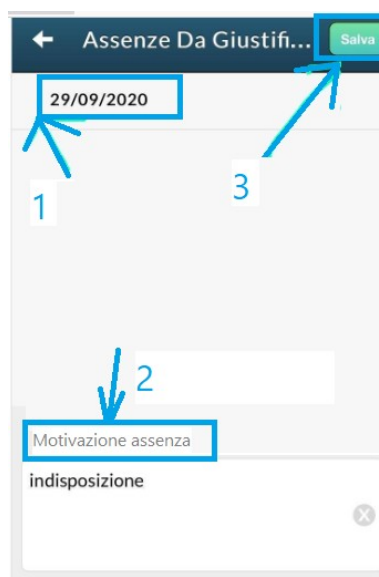 Assenze Da Giustifi... Salva
29/09/2020
1
3
2
Motivazione assenza
indisposizione